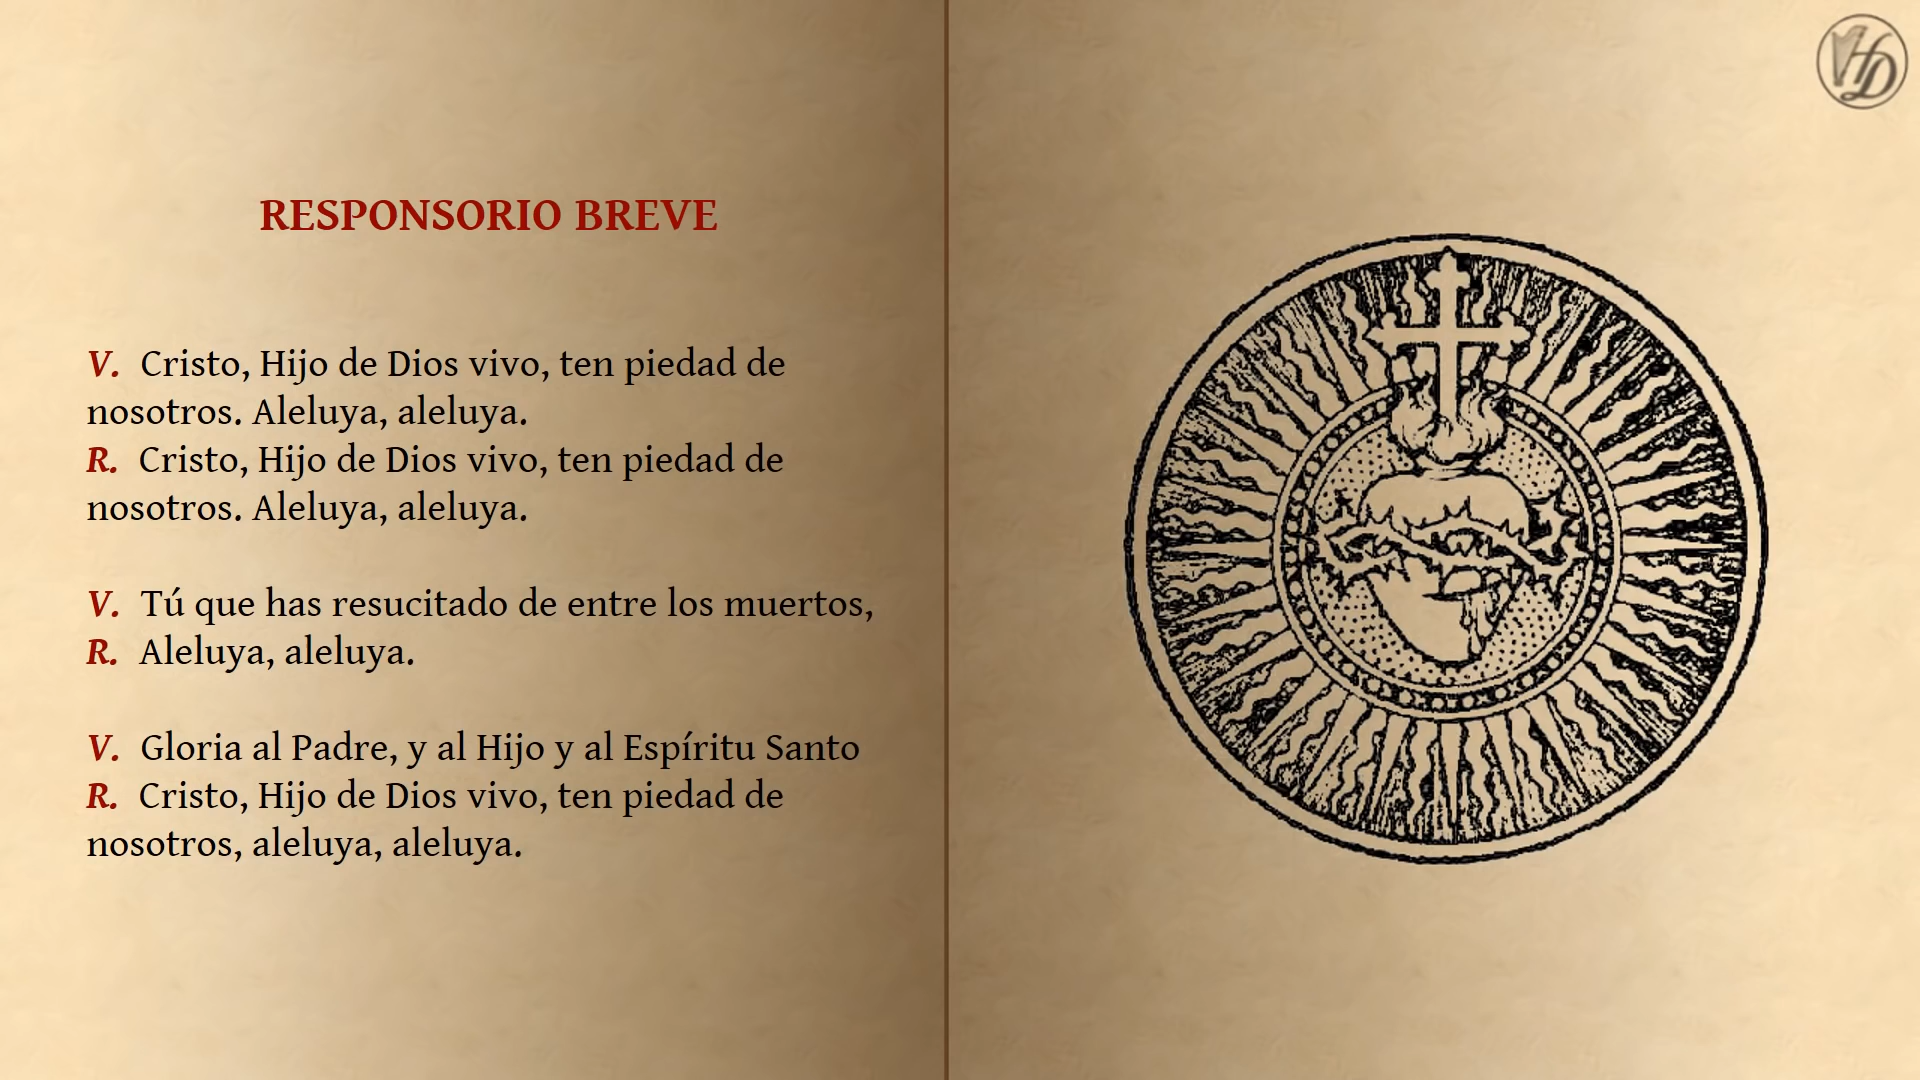 RESPONSORIO BREVE
V. Cristo, Hijo de Dios vivo, ten piedad de
nosotros. Aleluya, aleluya.
R. Cristo, Hijo de Dios vivo, ten piedad de
nosotros. Aleluya, aleluya.
V. Tú que has resucitado de entre los muertos,
R. Aleluya, aleluya.
V. Gloria al Padre, y al Hijo y al Espíritu Santo
R. Cristo, Hijo de Dios vivo, ten piedad de
nosotros, aleluya, aleluya.
HD